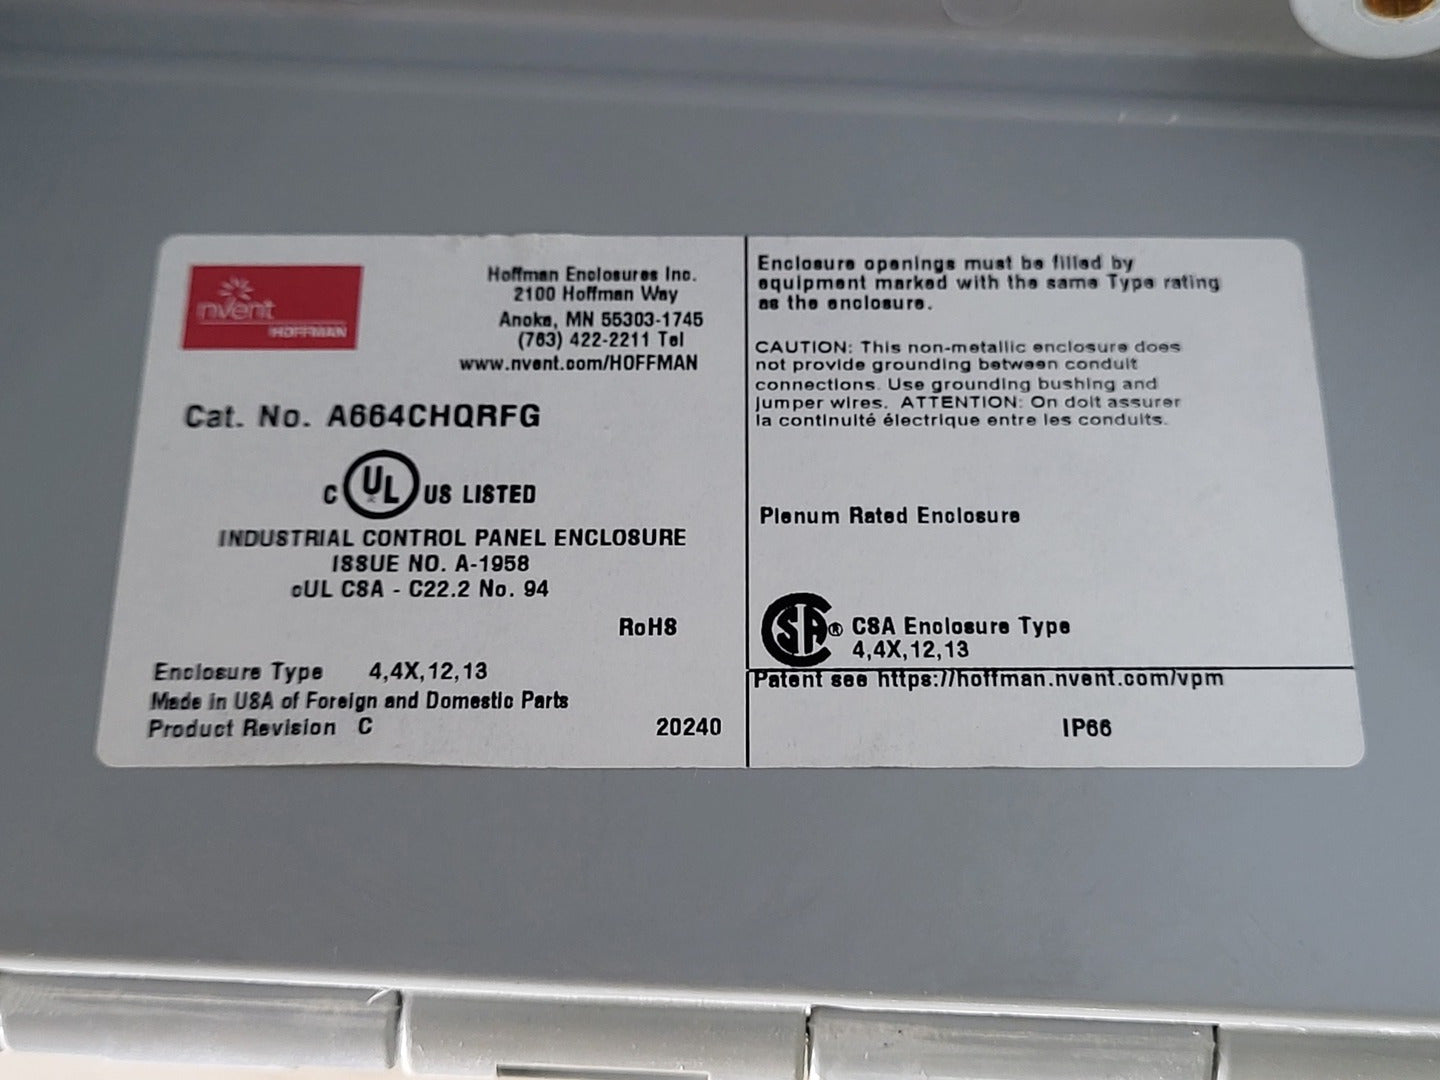 nVent
HOFFMAN
Hoffman Enclosures Inc.
2100 Hoffman Way
Anoka, MN 55303-1745
(763) 422-2211 Tel
www.nvent.com/HOFFMAN
Cat. No. A664CHQRFG
C UL US LISTED
INDUSTRIAL CONTROL PANEL ENCLOSURE
ISSUE NO. A-1958
cUL CSA - C22.2 No. 94
RoHS
Enclosure Type 4,4X,12,13
Made in USA of Foreign and Domestic Parts
Product Revision C 20240
Enclosure openings must be filled by
equipment marked with the same Type rating
as the enclosure.
CAUTION: This non-metallic enclosure does
not provide grounding between conduit
connections. Use grounding bushing and
jumper wires. ATTENTION: On doit assurer
la continuité électrique entre les conduits.
Plenum Rated Enclosure
CSA® CSA Enclosure Type
4,4X,12,13
Patent see https://hoffman.nvent.com/vpm
IP66